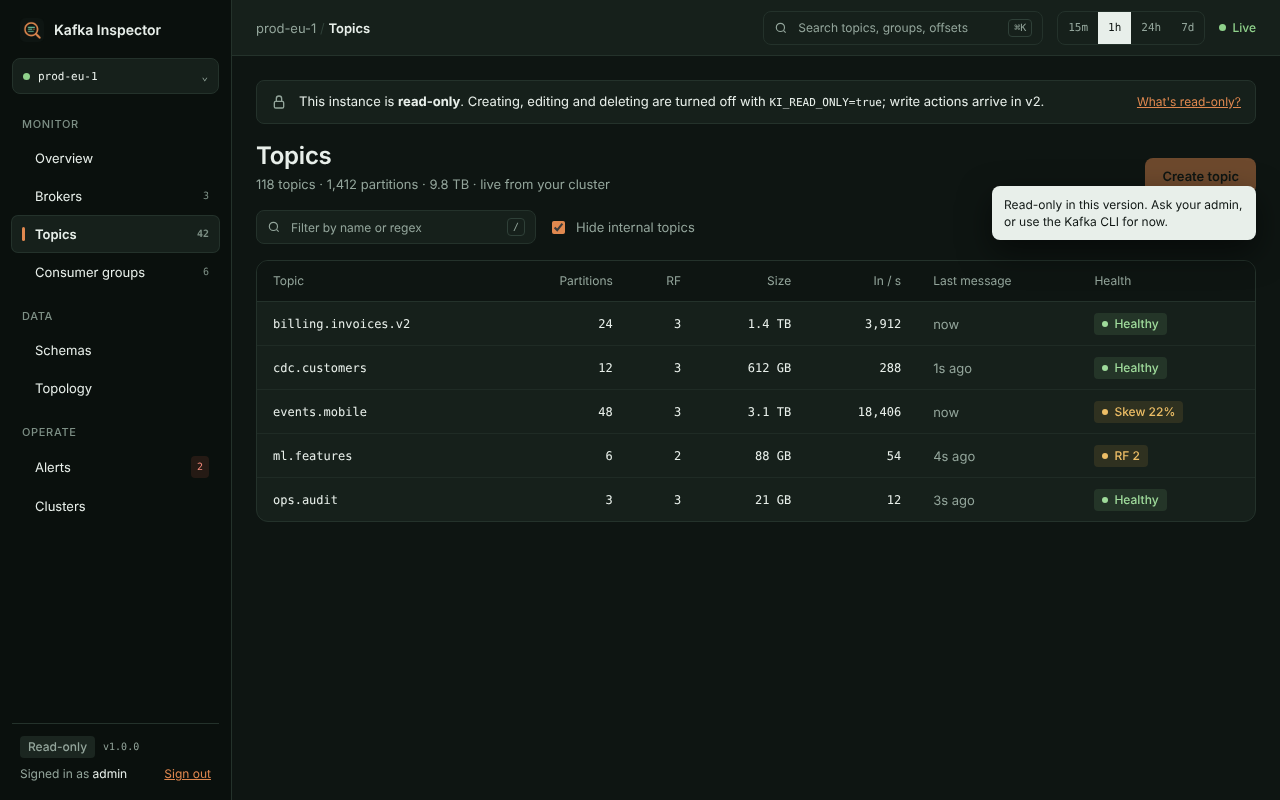 Kafka Inspector
prod-eu-1
MONITOR
Overview
Brokers 3
Topics 42
Consumer groups 6
DATA
Schemas
Topology
OPERATE
Alerts 2
Clusters
Read-only v1.0.0
Signed in as admin Sign out
prod-eu-1 / Topics
Search topics, groups, offsets ⌘K
15m 1h 24h 7d
Live
This instance is read-only. Creating, editing and deleting are turned off with KI_READ_ONLY=true; write actions arrive in v2. What's read-only?
Topics
118 topics · 1,412 partitions · 9.8 TB · live from your cluster
Create topic
Read-only in this version. Ask your admin,
or use the Kafka CLI for now.
Filter by name or regex /
Hide internal topics
Topic Partitions RF Size In / s Last message Health
billing.invoices.v2 24 3 1.4 TB 3,912 now Healthy
cdc.customers 12 3 612 GB 288 1s ago Healthy
events.mobile 48 3 3.1 TB 18,406 now Skew 22%
ml.features 6 2 88 GB 54 4s ago RF 2
ops.audit 3 3 21 GB 12 3s ago Healthy